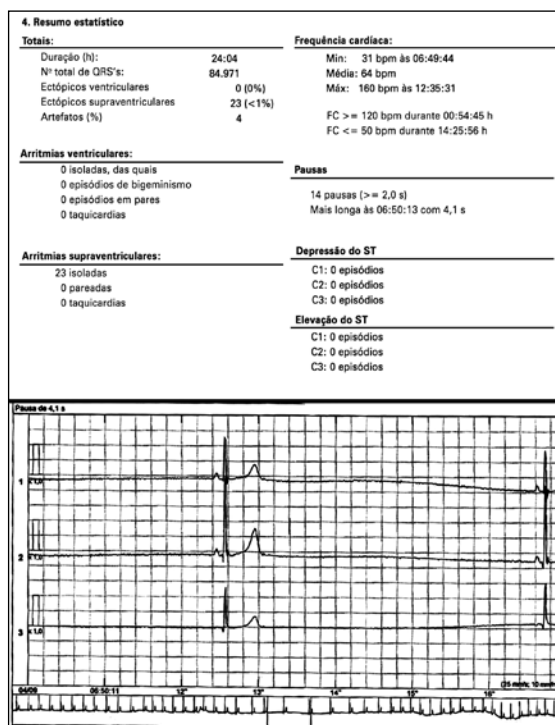 4. Resumo estatístico
Totais:
Duração (h): 24:04
Nº total de QRS's: 84.971
Ectópicos ventriculares 0 (0%)
Ectópicos supraventriculares 23 (<1%)
Artefatos (%) 4
Arritmias ventriculares:
0 isoladas, das quais
0 episódios de bigeminismo
0 episódios em pares
0 taquicardias
Arritmias supraventriculares:
23 isoladas
0 pareadas
0 taquicardias
Frequência cardíaca:
Min: 31 bpm às 06:49:44
Média: 64 bpm
Máx: 160 bpm às 12:35:31
FC >= 120 bpm durante 00:54:45 h
FC <= 50 bpm durante 14:25:56 h
Pausas
14 pausas (>= 2,0 s)
Mais longa às 06:50:13 com 4,1 s
Depressão do ST
C1: 0 episódios
C2: 0 episódios
C3: 0 episódios
Elevação do ST
C1: 0 episódios
C2: 0 episódios
C3: 0 episódios
Pausa de 4,1 s
1 x 1,0
2 x 1,0
3 x 1,0
04/09 06:50:11 12" 13" 14" 15" 16"